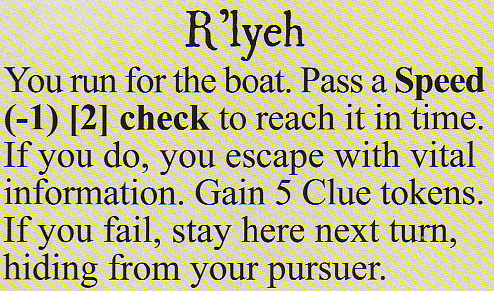 R'lyeh
You run for the boat. Pass a Speed
(-1) [2] check to reach it in time.
If you do, you escape with vital
information. Gain 5 Clue tokens.
If you fail, stay here next turn,
hiding from your pursuer.